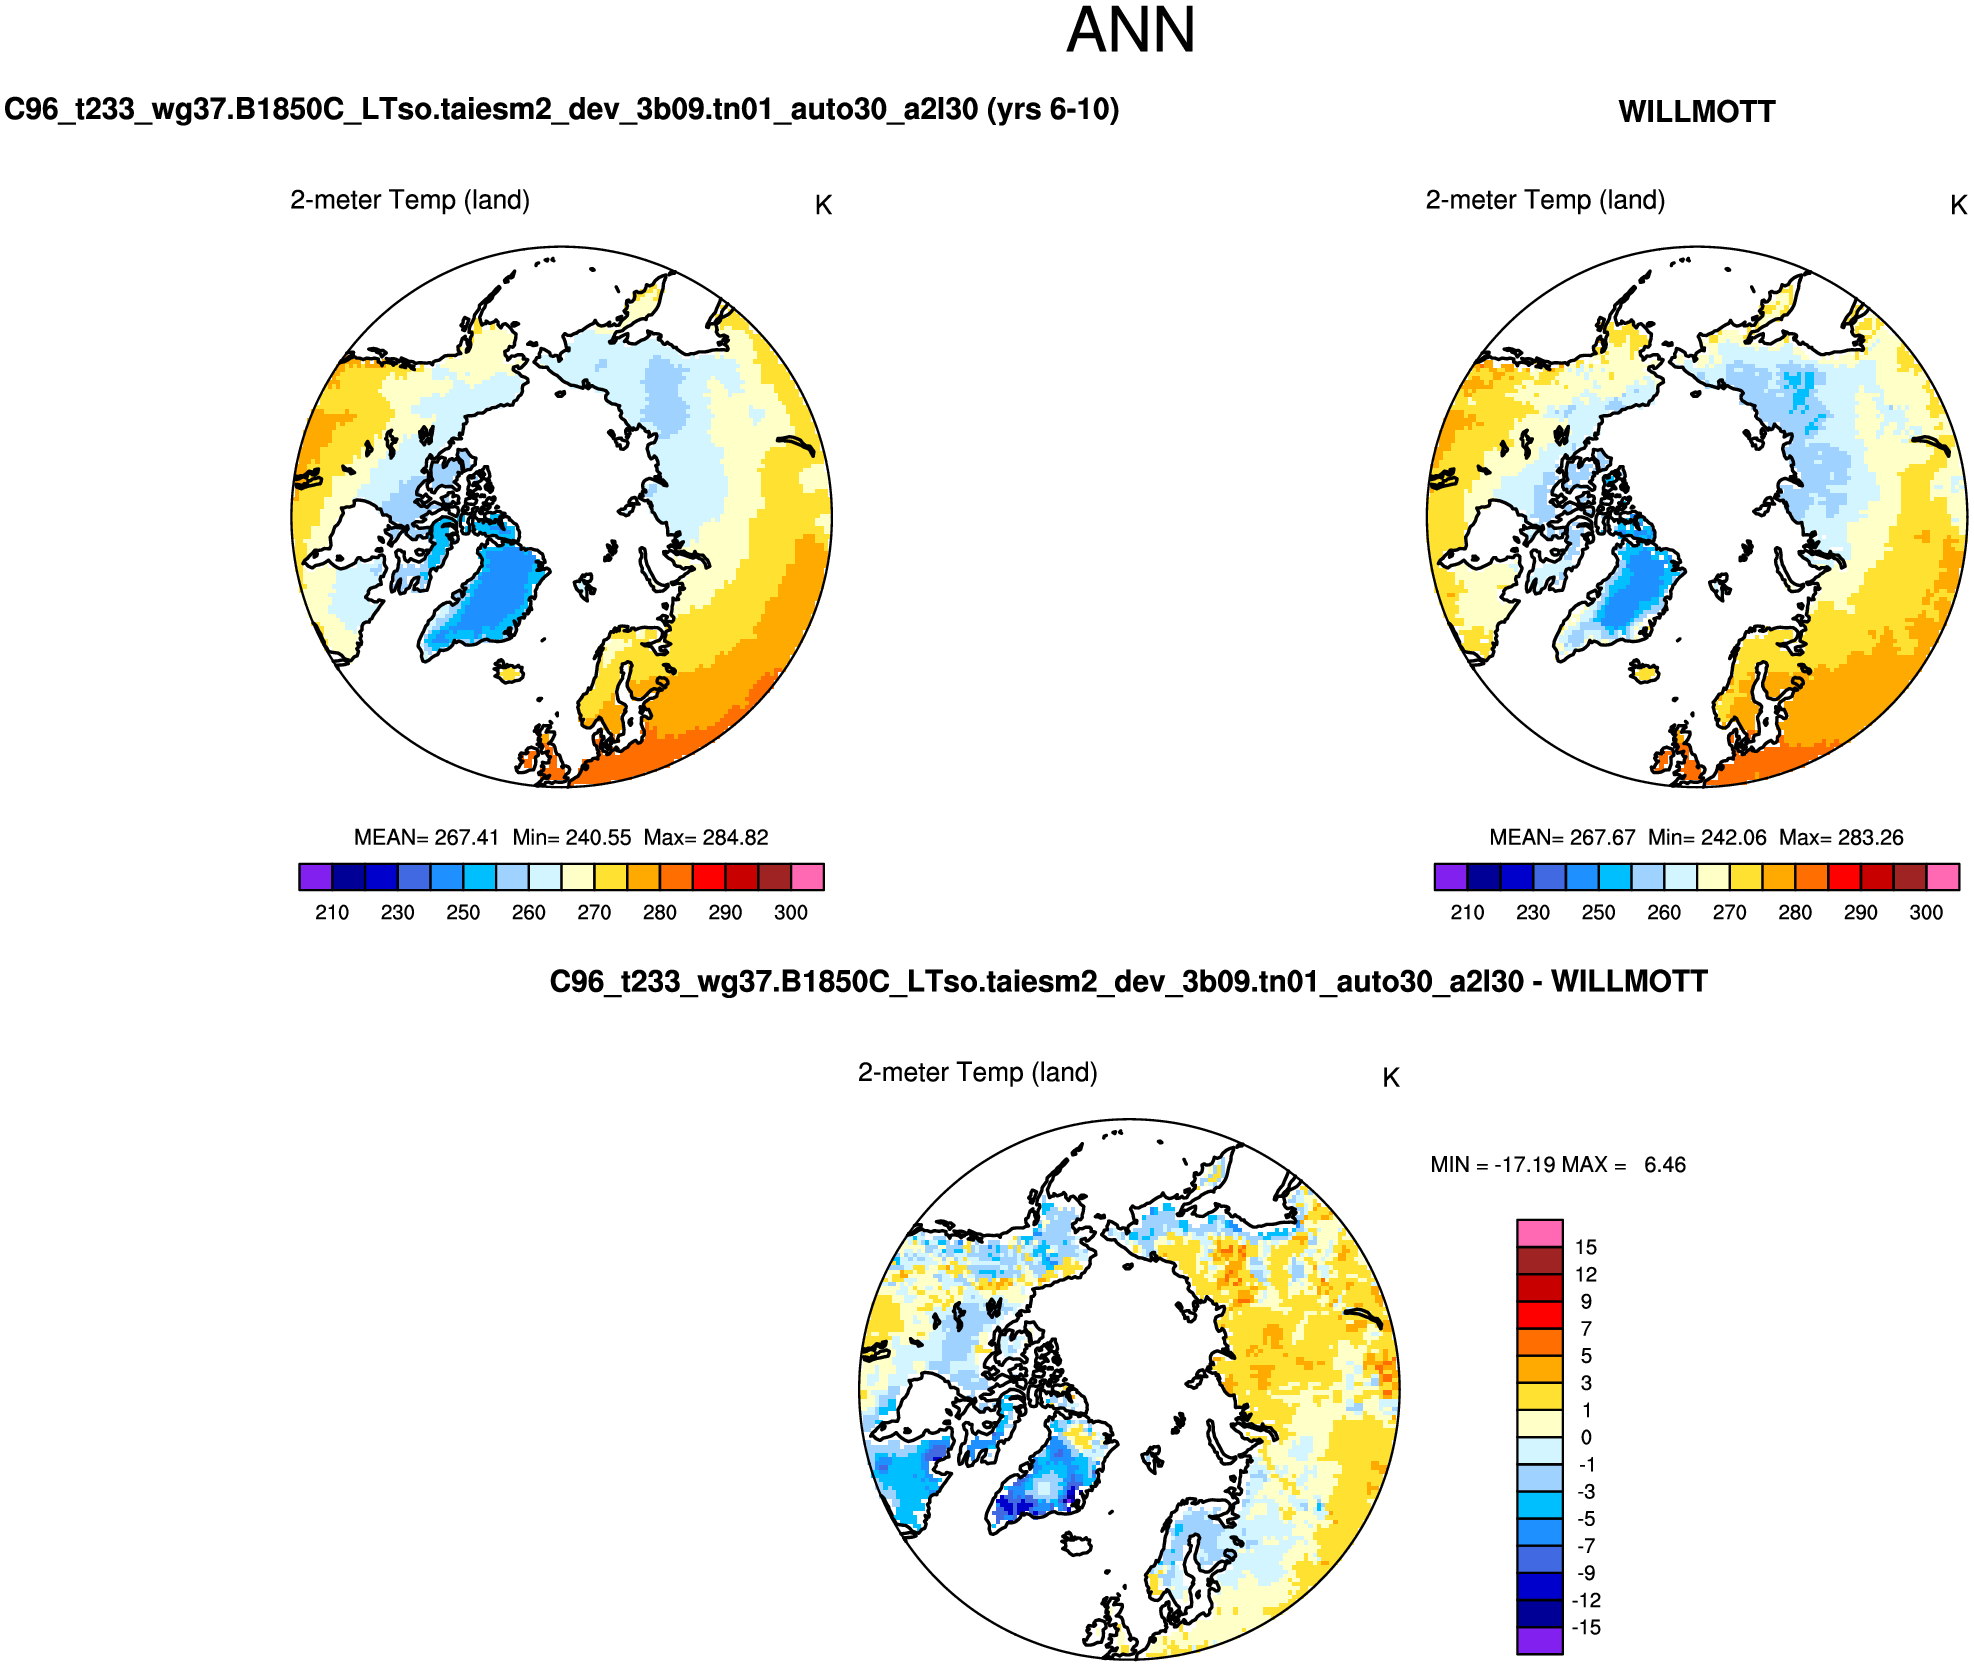 ANN
C96_t233_wg37.B1850C_LTso.taiesm2_dev_3b09.tn01_auto30_a2l30 (yrs 6-10)
WILLMOTT
2-meter Temp (land) K
2-meter Temp (land) K
MEAN= 267.41 Min= 240.55 Max= 284.82
MEAN= 267.67 Min= 242.06 Max= 283.26
210 230 250 260 270 280 290 300
210 230 250 260 270 280 290 300
C96_t233_wg37.B1850C_LTso.taiesm2_dev_3b09.tn01_auto30_a2l30 - WILLMOTT
2-meter Temp (land) K
MIN = -17.19 MAX = 6.46
15
12
9
7
5
3
1
0
-1
-3
-5
-7
-9
-12
-15